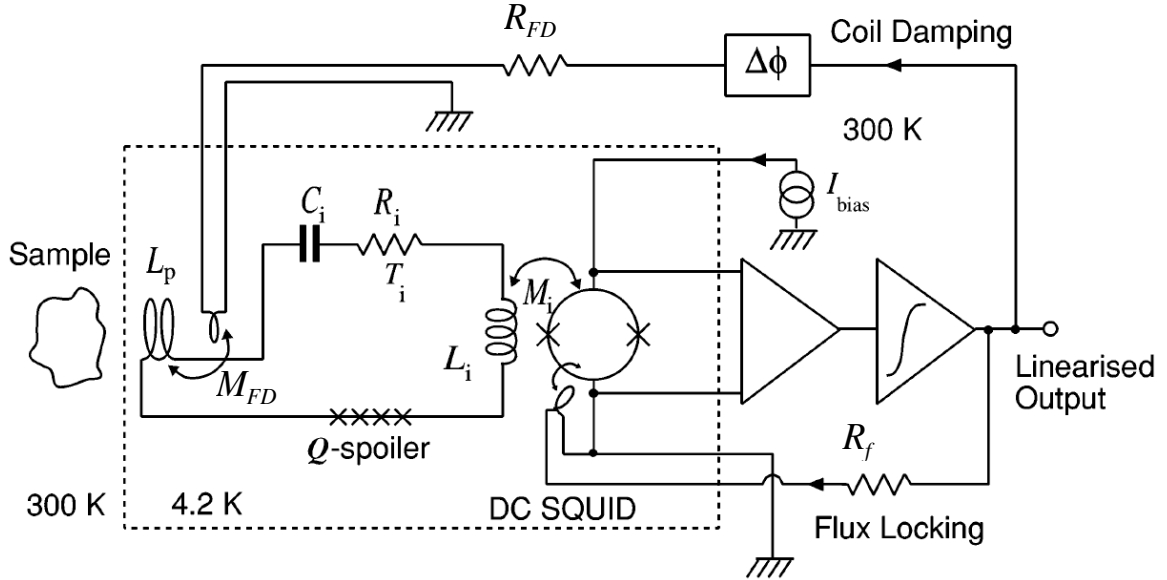 R_FD
Coil Damping
Δϕ
300 K
I_bias
C_i
R_i
Sample
L_p
T_i
M_i
L_i
M_FD
Linearised
Output
Q-spoiler
R_f
300 K
4.2 K
DC SQUID
Flux Locking